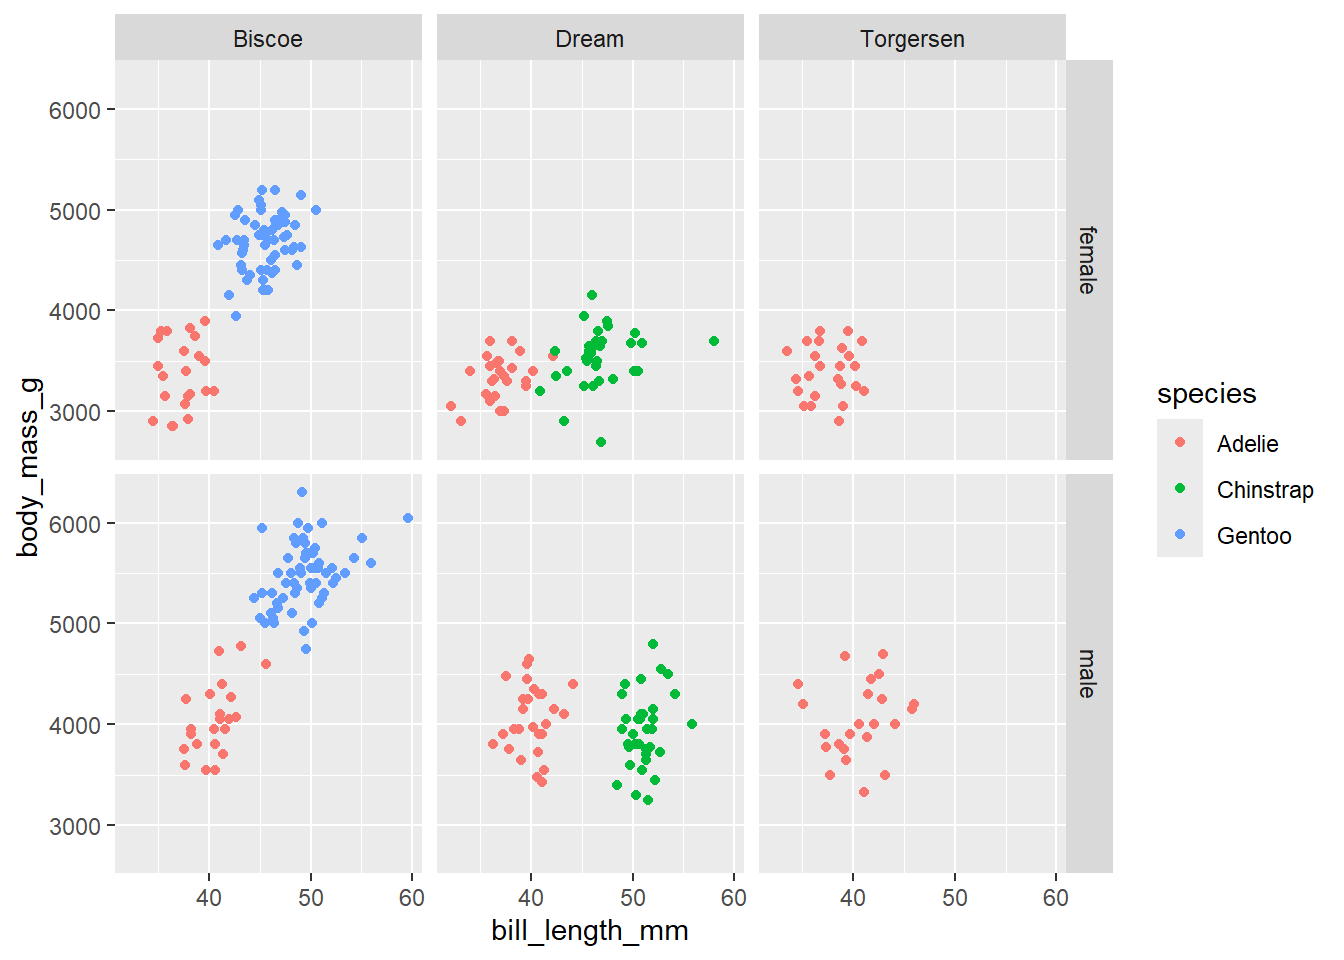 Biscoe Dream Torgersen
6000
5000
4000
3000
female
6000
5000
4000
3000
male
40 50 60 40 50 60 40 50 60
bill_length_mm
body_mass_g
species
Adelie
Chinstrap
Gentoo